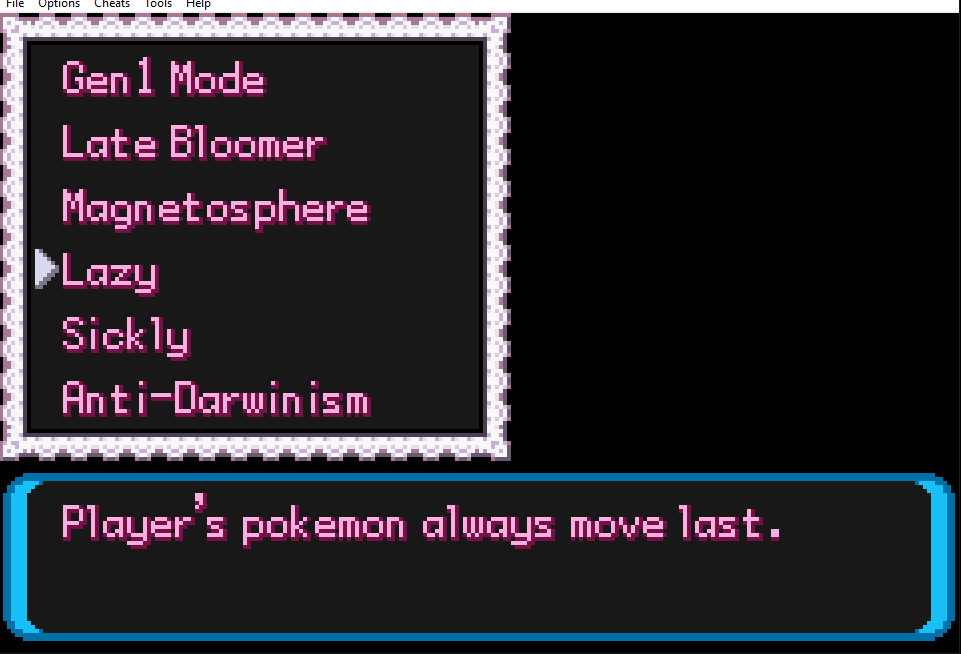 File Options Cheats Tools Help
Gen1 Mode
Late Bloomer
Magnetosphere
Lazy
Sickly
Anti-Darwinism
Player's pokemon always move last.